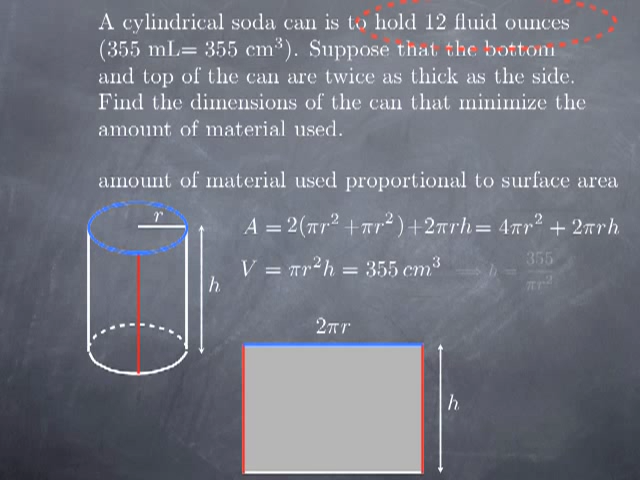 A cylindrical soda can is to hold 12 fluid ounces
(355 mL= 355 cm³). Suppose that the bottom
and top of the can are twice as thick as the side.
Find the dimensions of the can that minimize the
amount of material used.
amount of material used proportional to surface area
r
A = 2(πr² + πr²) + 2πrh = 4πr² + 2πrh
h
V = πr²h = 355 cm³ ⟹ h = 355/πr²
2πr
h